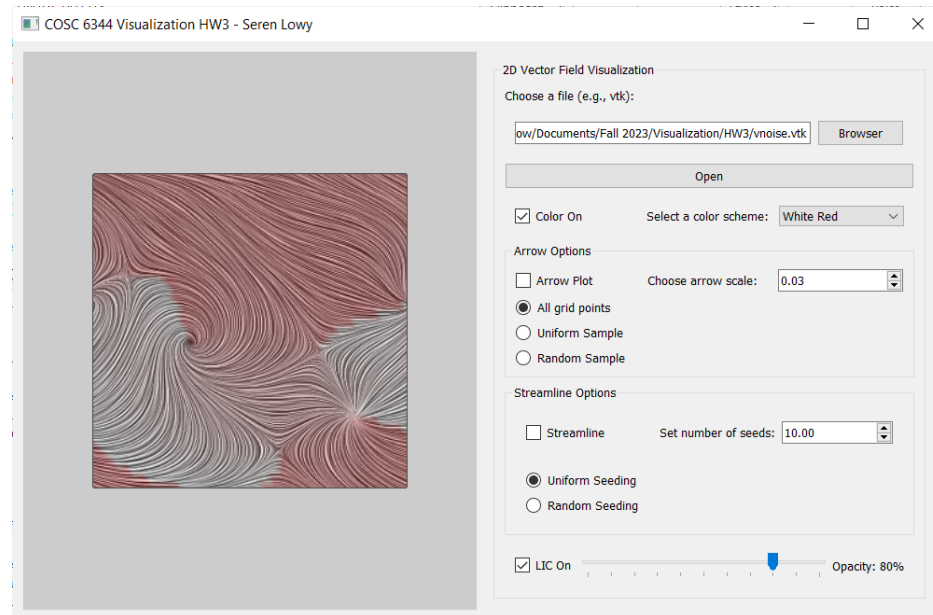 COSC 6344 Visualization HW3 - Seren Lowy
2D Vector Field Visualization
Choose a file (e.g., vtk):
ow/Documents/Fall 2023/Visualization/HW3/vnoise.vtk Browser
Open
Color On Select a color scheme: White Red
Arrow Options
Arrow Plot Choose arrow scale: 0.03
All grid points
Uniform Sample
Random Sample
Streamline Options
Streamline Set number of seeds: 10.00
Uniform Seeding
Random Seeding
LIC On Opacity: 80%